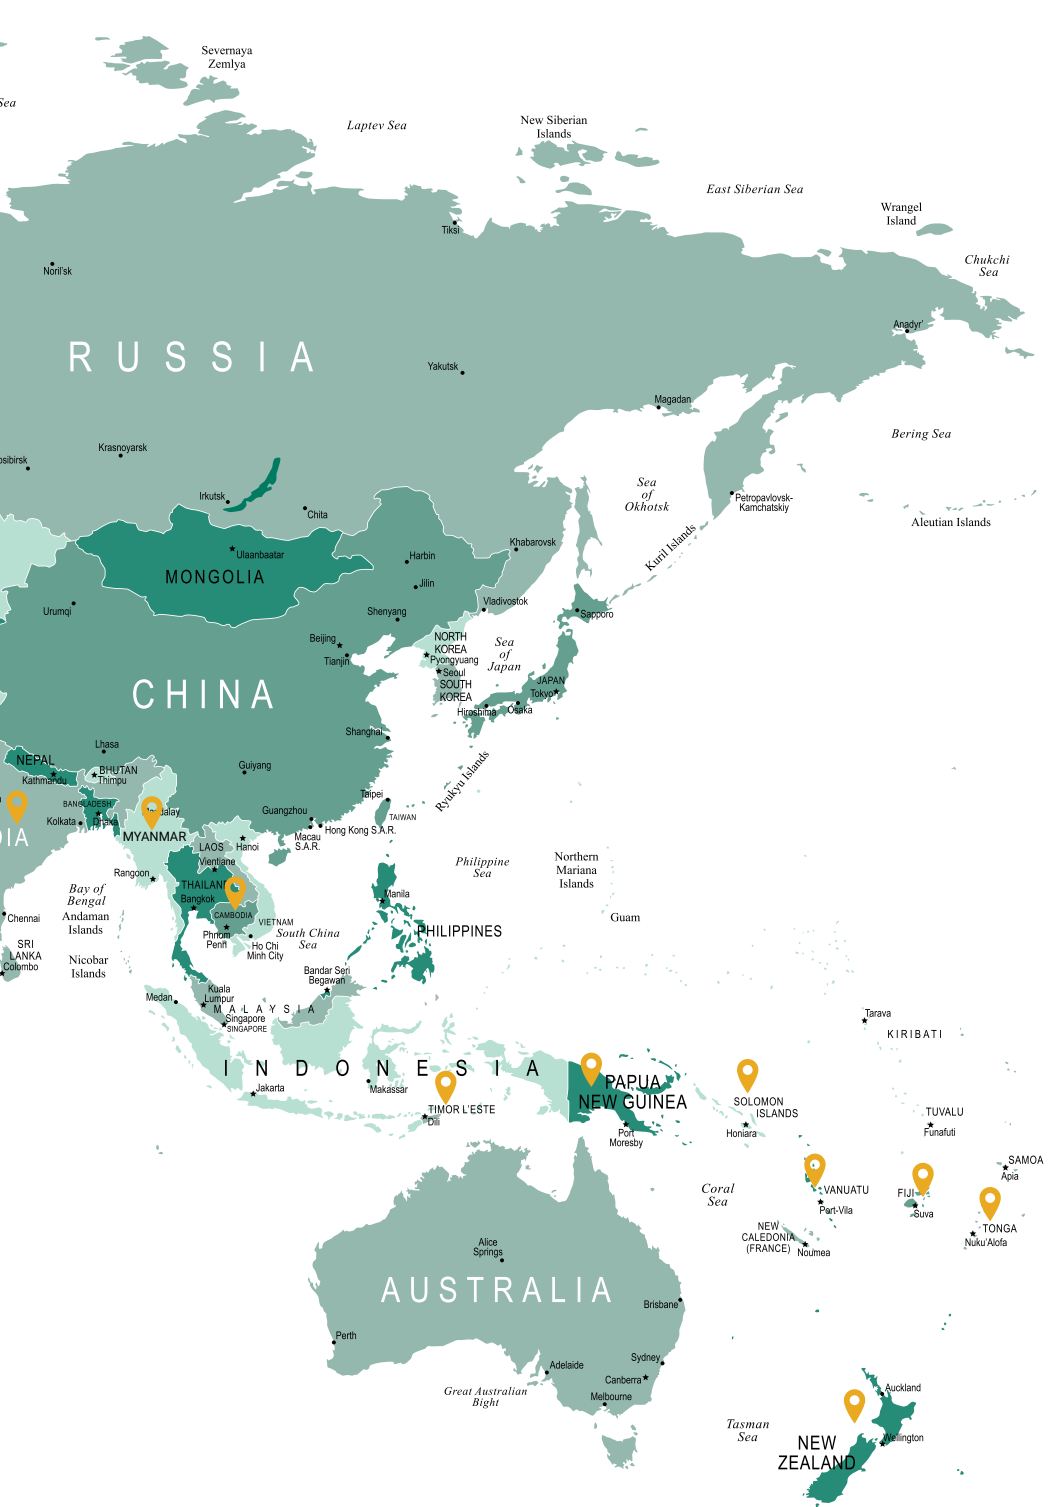 Severnaya
Zemlya
Sea
Laptev Sea
New Siberian
Islands
East Siberian Sea
Wrangel
Island
Tiksi
Chukchi
Sea
Noril'sk
Anadyr'
RUSSIA
Yakutsk
Magadan
Bering Sea
Krasnoyarsk
osibirsk
Sea
of
Okhotsk
Irkutsk
Petropavlovsk-
Kamchatskiy
Chita
Aleutian Islands
Kuril Islands
Khabarovsk
Ulaanbaatar
Harbin
MONGOLIA
Jilin
Vladivostok
Urumqi
Shenyang
Sapporo
Beijing
NORTH
KOREA
Sea
of
Japan
Tianjin
Pyongyuang
Seoul
SOUTH
KOREA
JAPAN
Tokyo
CHINA
Hiroshima
Osaka
Shanghai
Lhasa
NEPAL
Guiyang
BHUTAN
Thimpu
Kathmandu
Ryukyu Islands
Taipei
BANGLADESH
Guangzhou
TAIWAN
Kolkata
Dhaka
dalay
Hong Kong S.A.R.
DIA
MYANMAR
Macau
S.A.R.
LAOS
Hanoi
Vientiane
Philippine
Sea
Northern
Mariana
Islands
Rangoon
THAILAND
Bay of
Bengal
Manila
Bangkok
Chennai
Andaman
Islands
CAMBODIA
VIETNAM
Guam
Phnom
Penh
South China
Sea
PHILIPPINES
SRI
LANKA
Colombo
Ho Chi
Minh City
Nicobar
Islands
Bandar Seri
Begawan
Medan
Kuala
Lumpur
MALAYSIA
Singapore
SINGAPORE
Tarava
KIRIBATI
INDONESIA
Jakarta
Makassar
PAPUA
NEW GUINEA
TIMOR L'ESTE
Dili
SOLOMON
ISLANDS
Honiara
Port
Moresby
TUVALU
Funafuti
SAMOA
Apia
Coral
Sea
VANUATU
Port-Vila
FIJI
Suva
TONGA
Nuku'Alofa
NEW
CALEDONIA
(FRANCE)
Noumea
Alice
Springs
AUSTRALIA
Brisbane
Perth
Sydney
Adelaide
Canberra
Great Australian
Bight
Melbourne
Auckland
Tasman
Sea
NEW
ZEALAND
Wellington